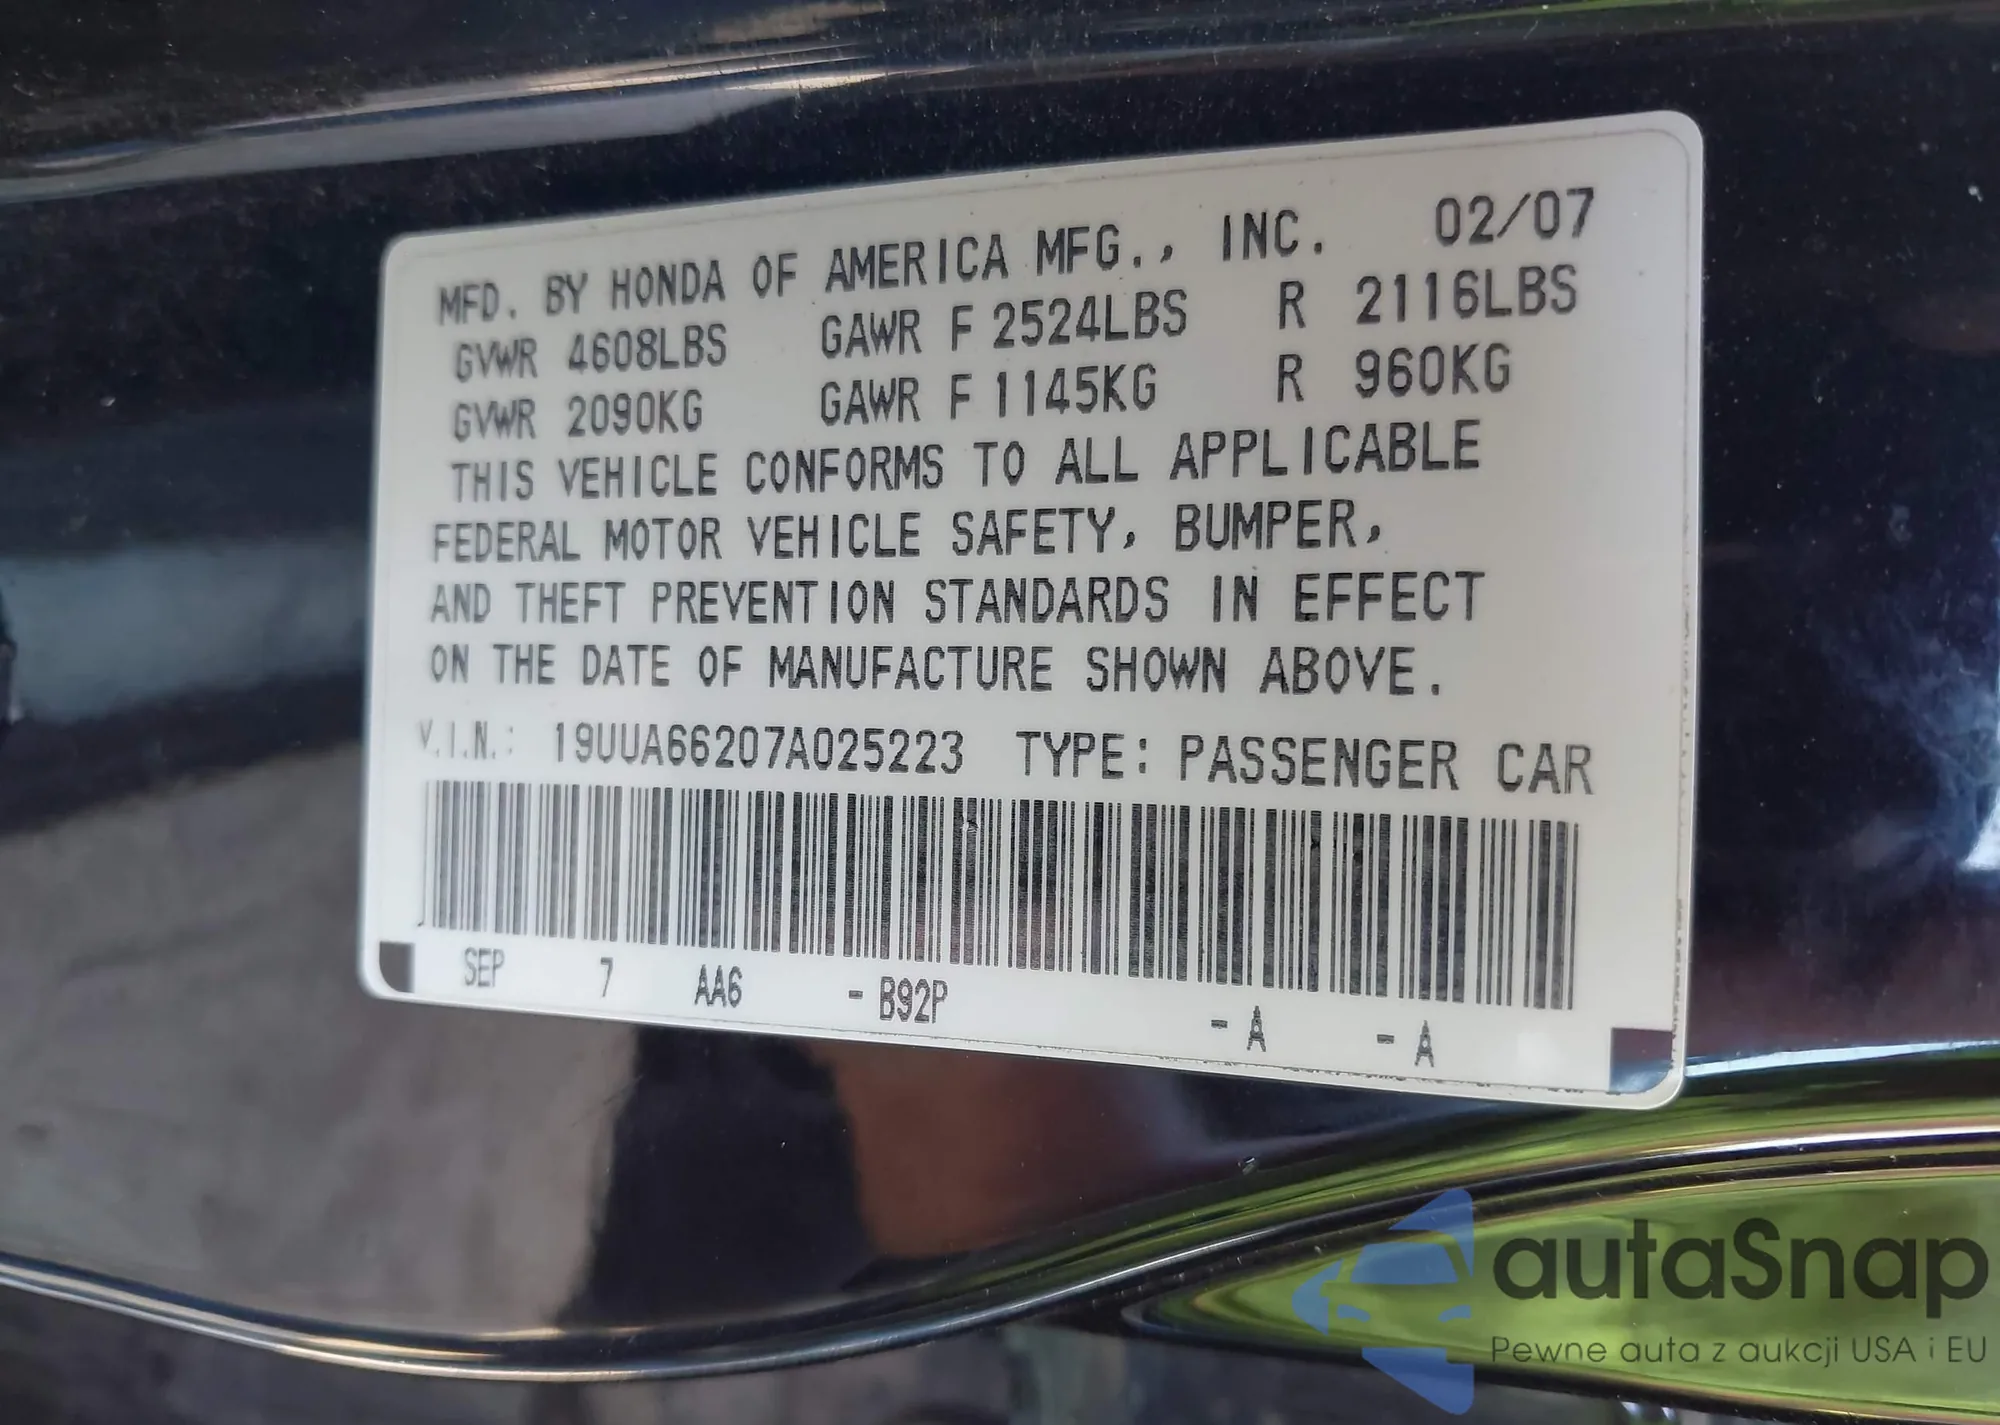 MFD. BY HONDA OF AMERICA MFG., INC. 02/07
GVWR 4608LBS GAWR F 2524LBS R 2116LBS
GVWR 2090KG GAWR F 1145KG R 960KG
THIS VEHICLE CONFORMS TO ALL APPLICABLE
FEDERAL MOTOR VEHICLE SAFETY, BUMPER,
AND THEFT PREVENTION STANDARDS IN EFFECT
ON THE DATE OF MANUFACTURE SHOWN ABOVE.
V.I.N.: 19UUA66207A025223 TYPE: PASSENGER CAR
SEP 7 AA6 - B92P - A - A
autaSnap
Pewne auta z aukcji USA i EU